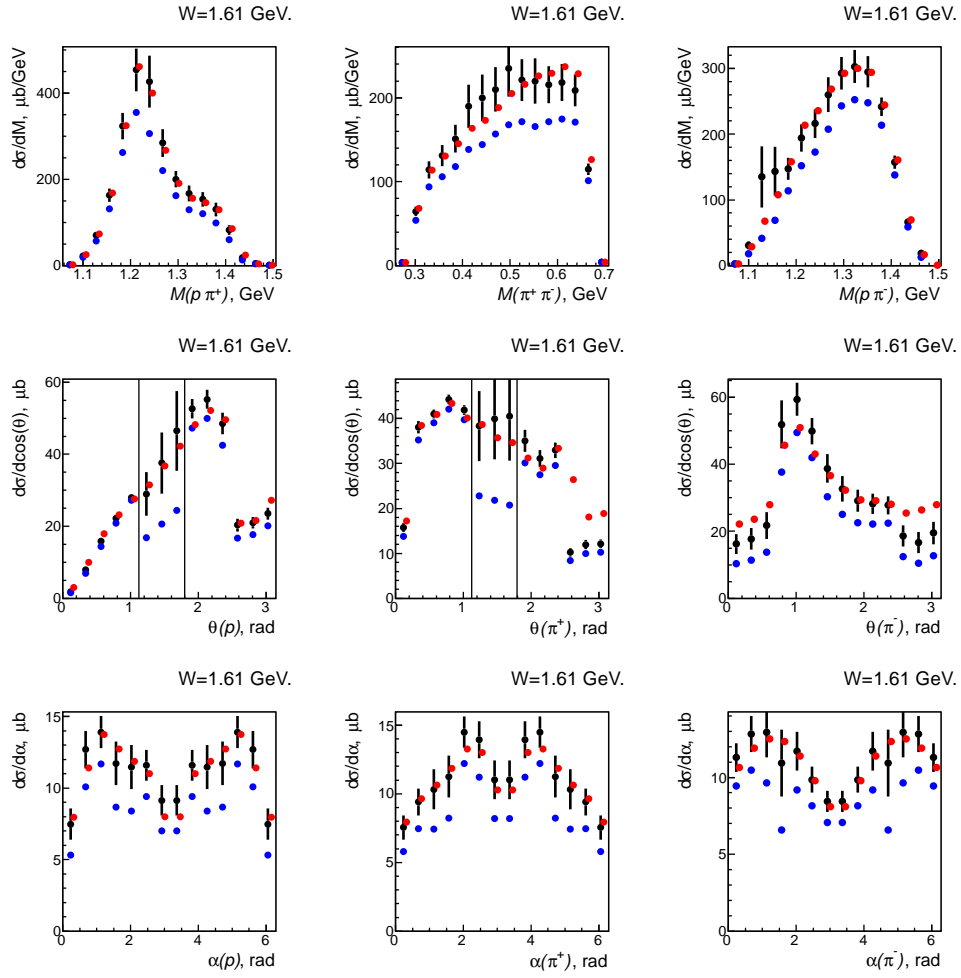 W=1.61 GeV.
W=1.61 GeV.
W=1.61 GeV.
dσ/dM, μb/GeV
400
200
0
1.1 1.2 1.3 1.4 1.5
M(p π⁺), GeV
dσ/dM, μb/GeV
200
100
0
0.3 0.4 0.5 0.6 0.7
M(π⁺ π⁻), GeV
dσ/dM, μb/GeV
300
200
100
0
1.1 1.2 1.3 1.4 1.5
M(p π⁻), GeV
W=1.61 GeV.
W=1.61 GeV.
W=1.61 GeV.
dσ/dcos(θ), μb
60
40
20
0
0 1 2 3
θ(p), rad
dσ/dcos(θ), μb
40
20
0
0 1 2 3
θ(π⁺), rad
dσ/dcos(θ), μb
60
40
20
0
0 1 2 3
θ(π⁻), rad
W=1.61 GeV.
W=1.61 GeV.
W=1.61 GeV.
dσ/dα, μb
15
10
5
0
0 2 4 6
α(p), rad
dσ/dα, μb
15
10
5
0
0 2 4 6
α(π⁺), rad
dσ/dα, μb
10
5
0
0 2 4 6
α(π⁻), rad